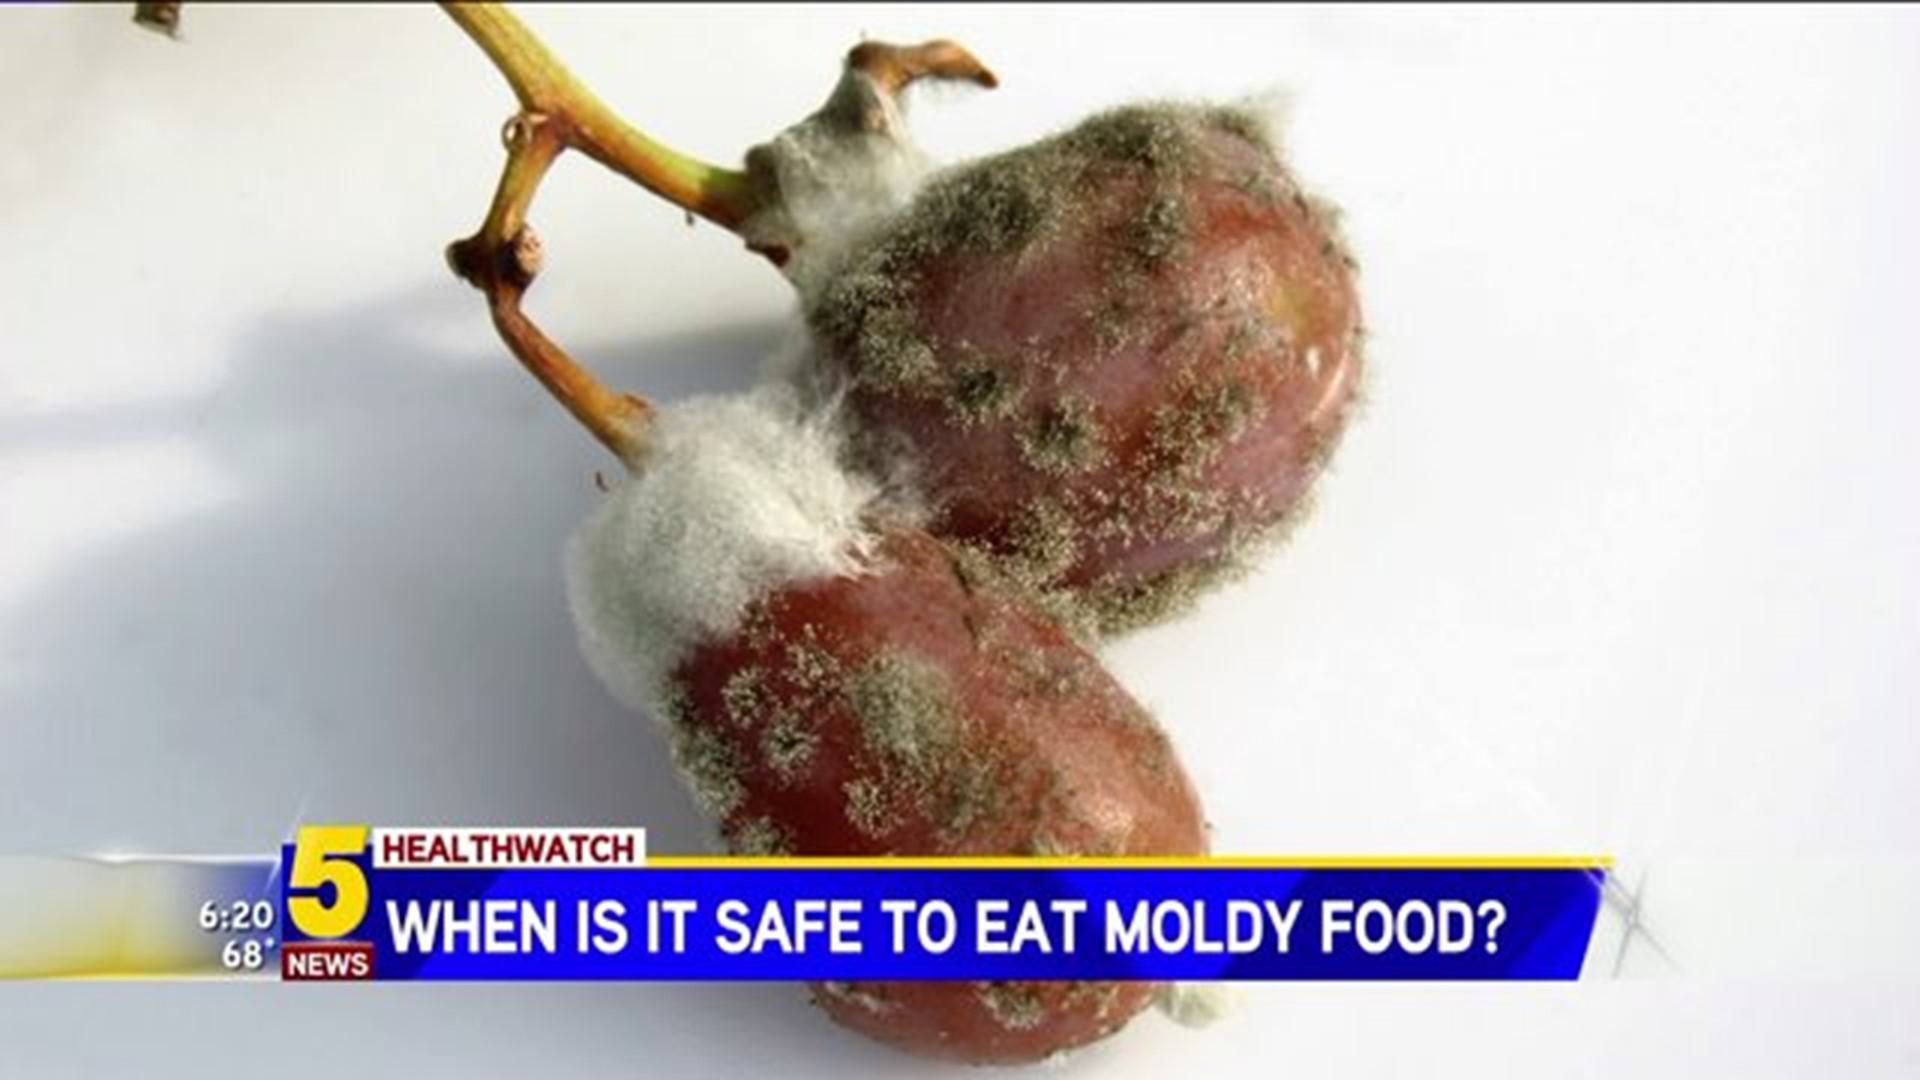 HEALTHWATCH
6:20
68°
5
NEWS
WHEN IS IT SAFE TO EAT MOLDY FOOD?